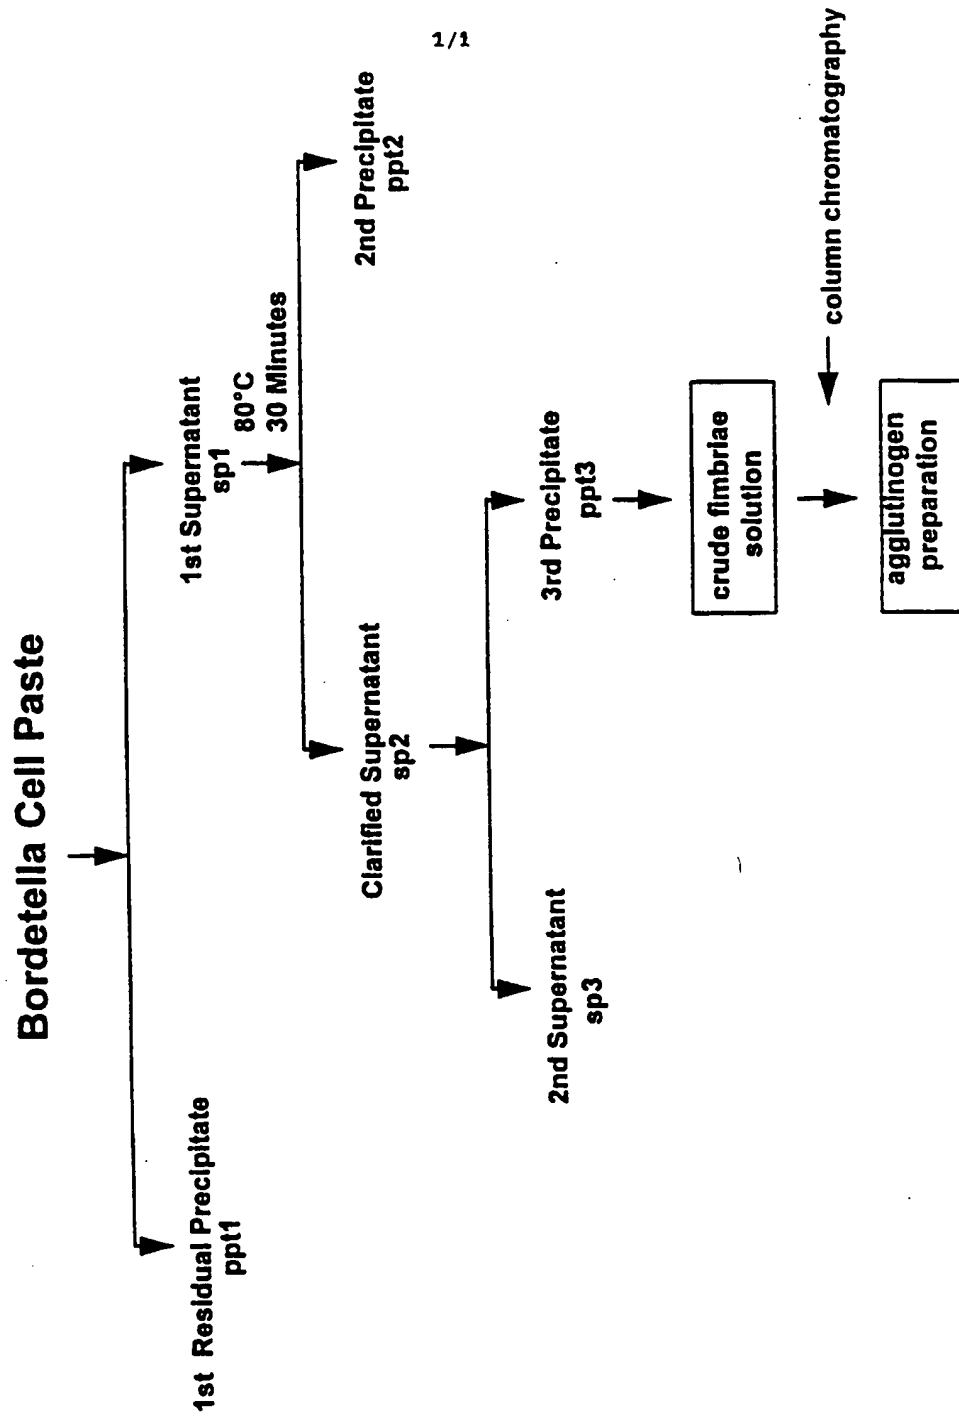 1/1
Bordetella Cell Paste
1st Residual Precipitate
ppt1
1st Supernatant
sp1
80°C
30 Minutes
Clarified Supernatant
sp2
2nd Precipitate
ppt2
2nd Supernatant
sp3
3rd Precipitate
ppt3
crude fimbriae
solution
column chromatography
agglutinogen
preparation